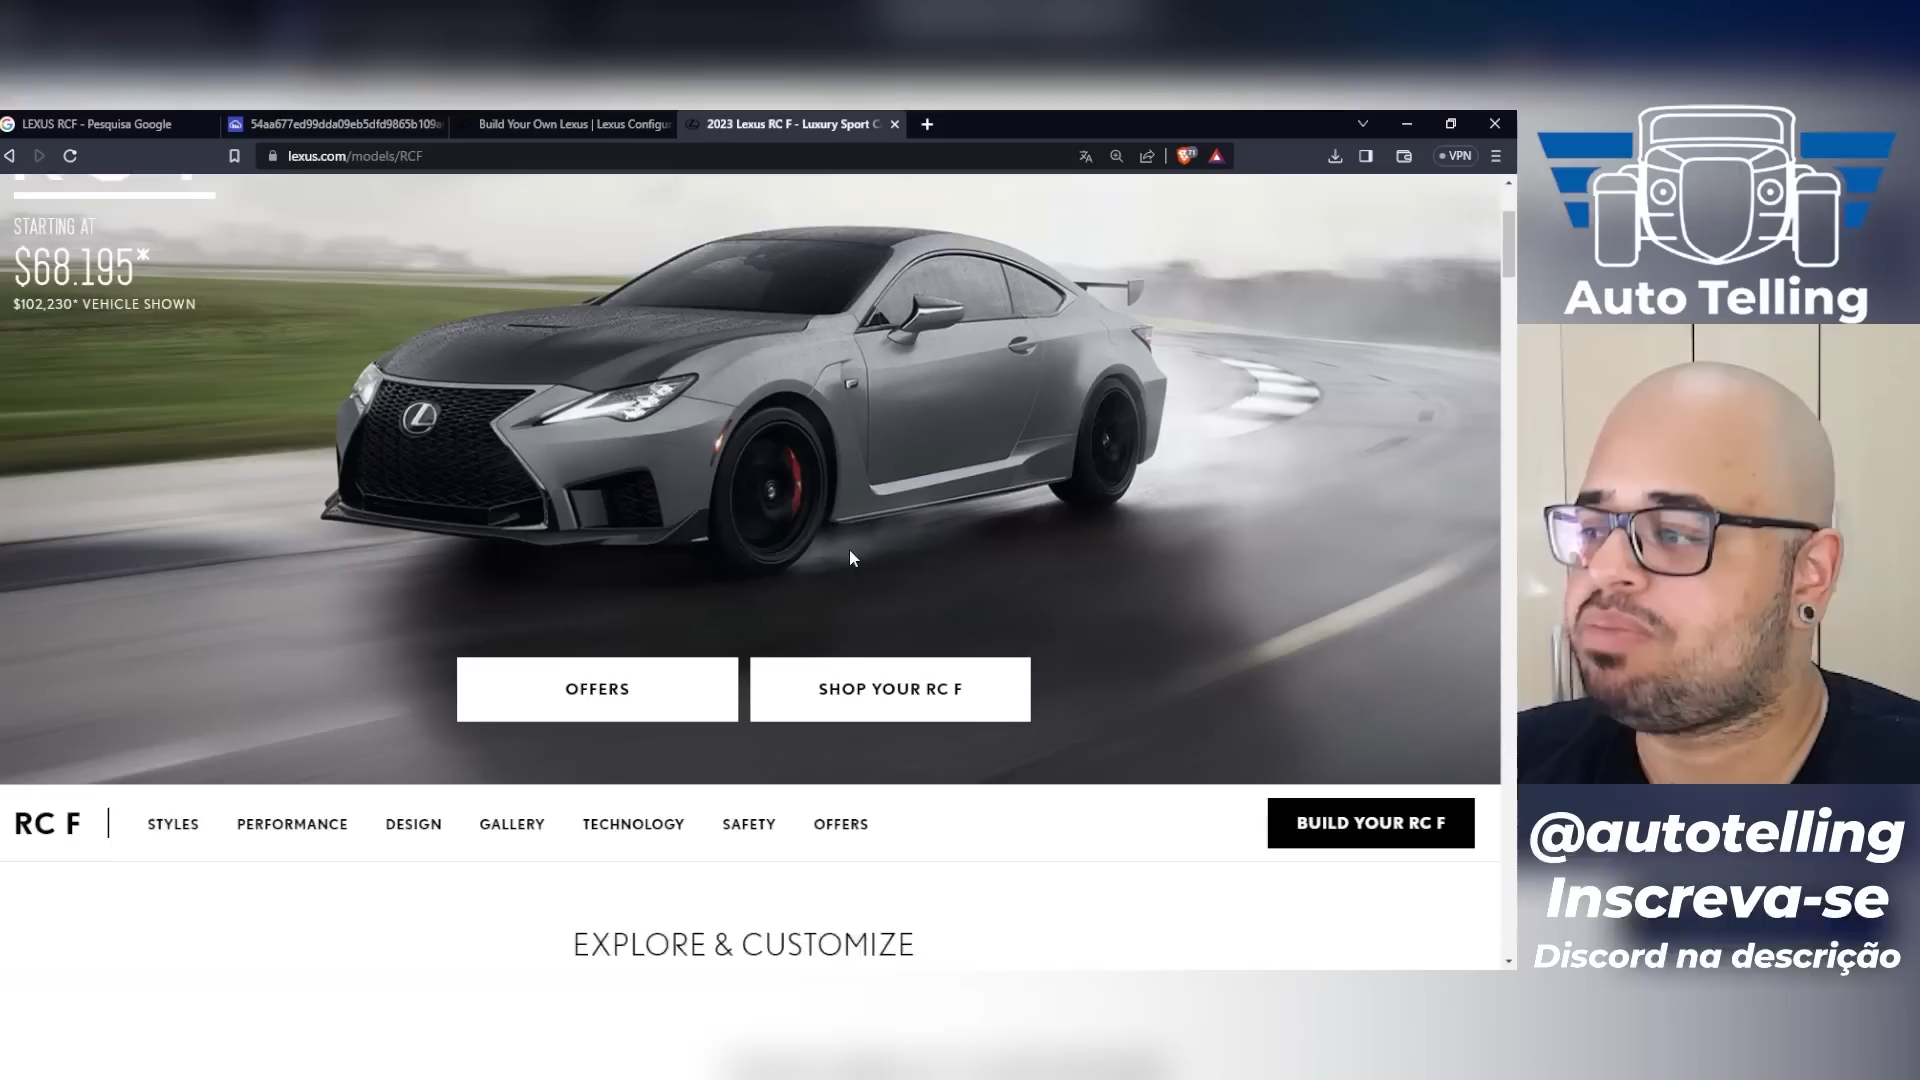 LEXUS RCF - Pesquisa Google
54aa677ed99dda09eb5dfd9865b109a
Build Your Own Lexus | Lexus Configur
2023 Lexus RC F - Luxury Sport C
lexus.com/models/RCF
71
VPN
STARTING AT
$68.195*
$102,230* VEHICLE SHOWN
OFFERS
SHOP YOUR RC F
RC F
STYLES
PERFORMANCE
DESIGN
GALLERY
TECHNOLOGY
SAFETY
OFFERS
BUILD YOUR RC F
EXPLORE & CUSTOMIZE
Auto Telling
@autotelling
Inscreva-se
Discord na descrição